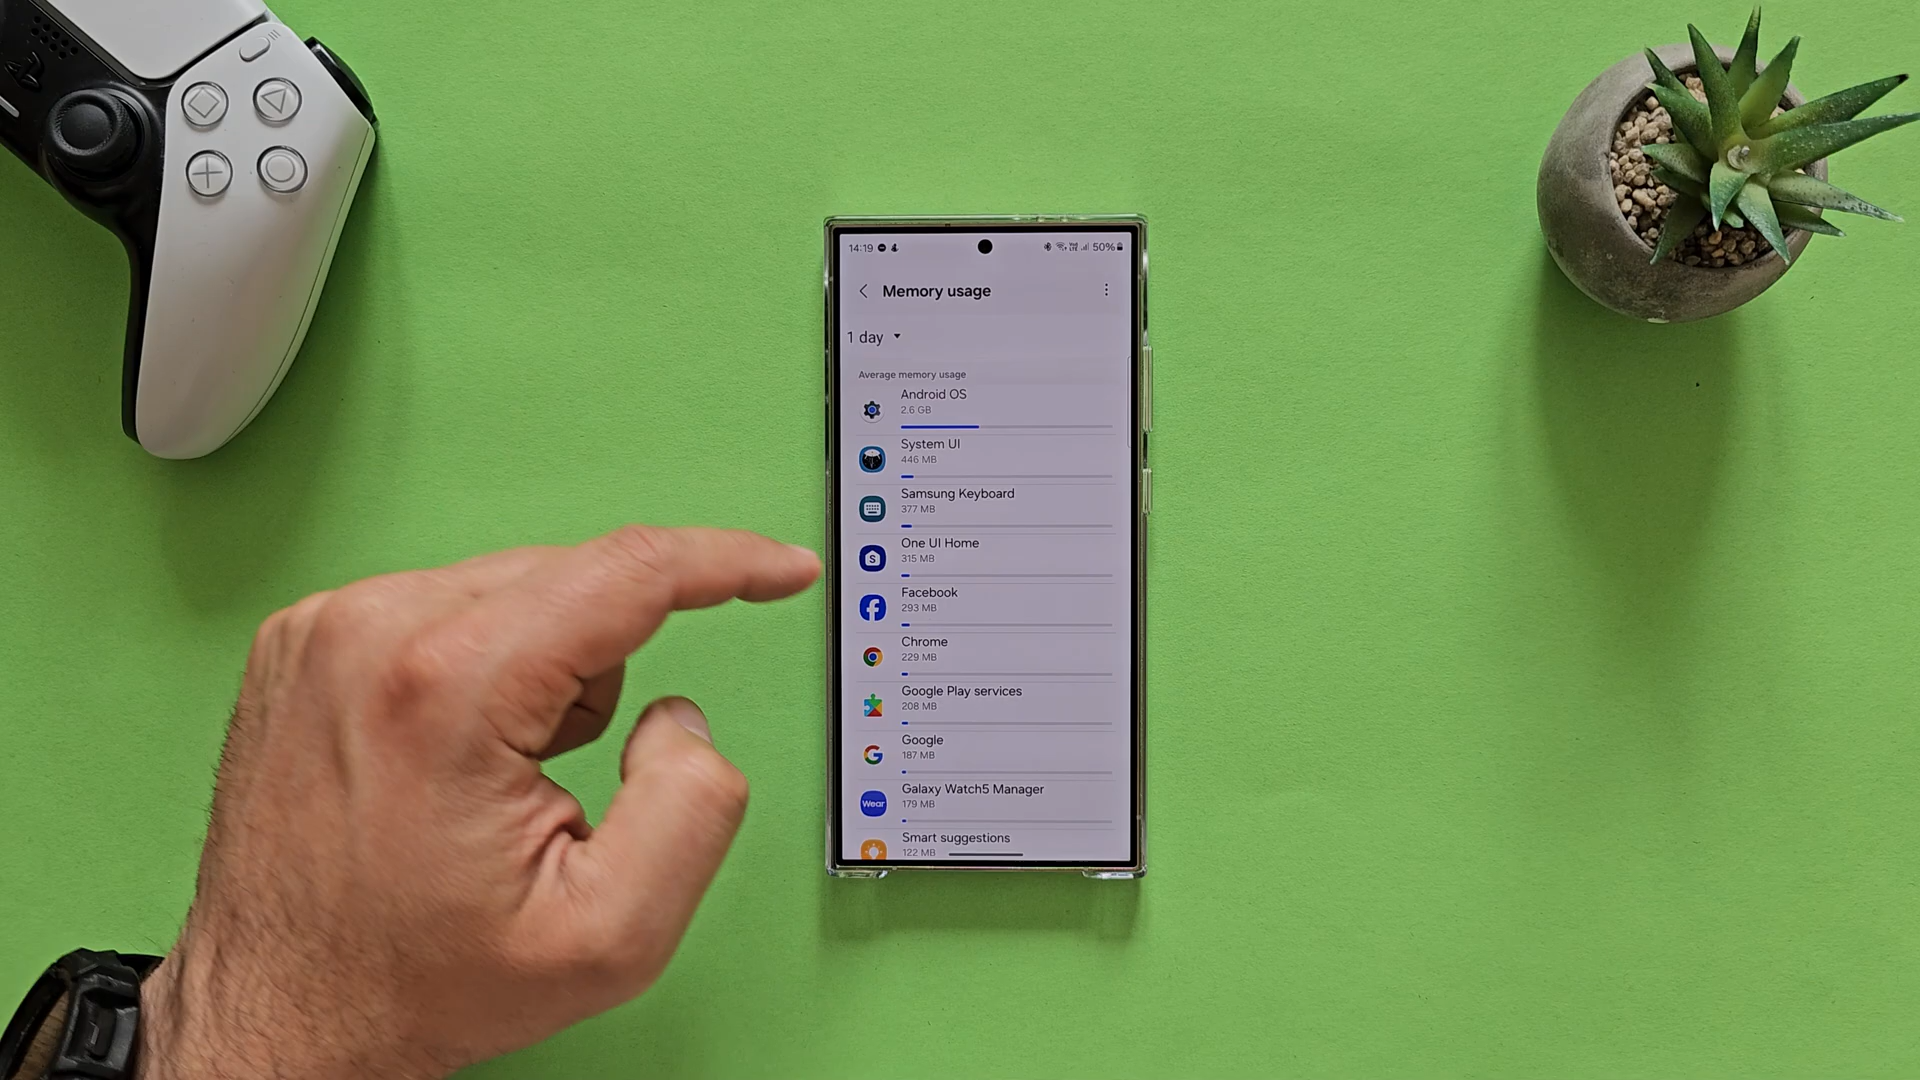 14:19 50%
Memory usage
1 day
Average memory usage
Android OS
2.6 GB
System UI
446 MB
Samsung Keyboard
377 MB
One UI Home
315 MB
Facebook
293 MB
Chrome
229 MB
Google Play services
208 MB
Google
187 MB
Wear
Galaxy Watch5 Manager
179 MB
Smart suggestions
122 MB